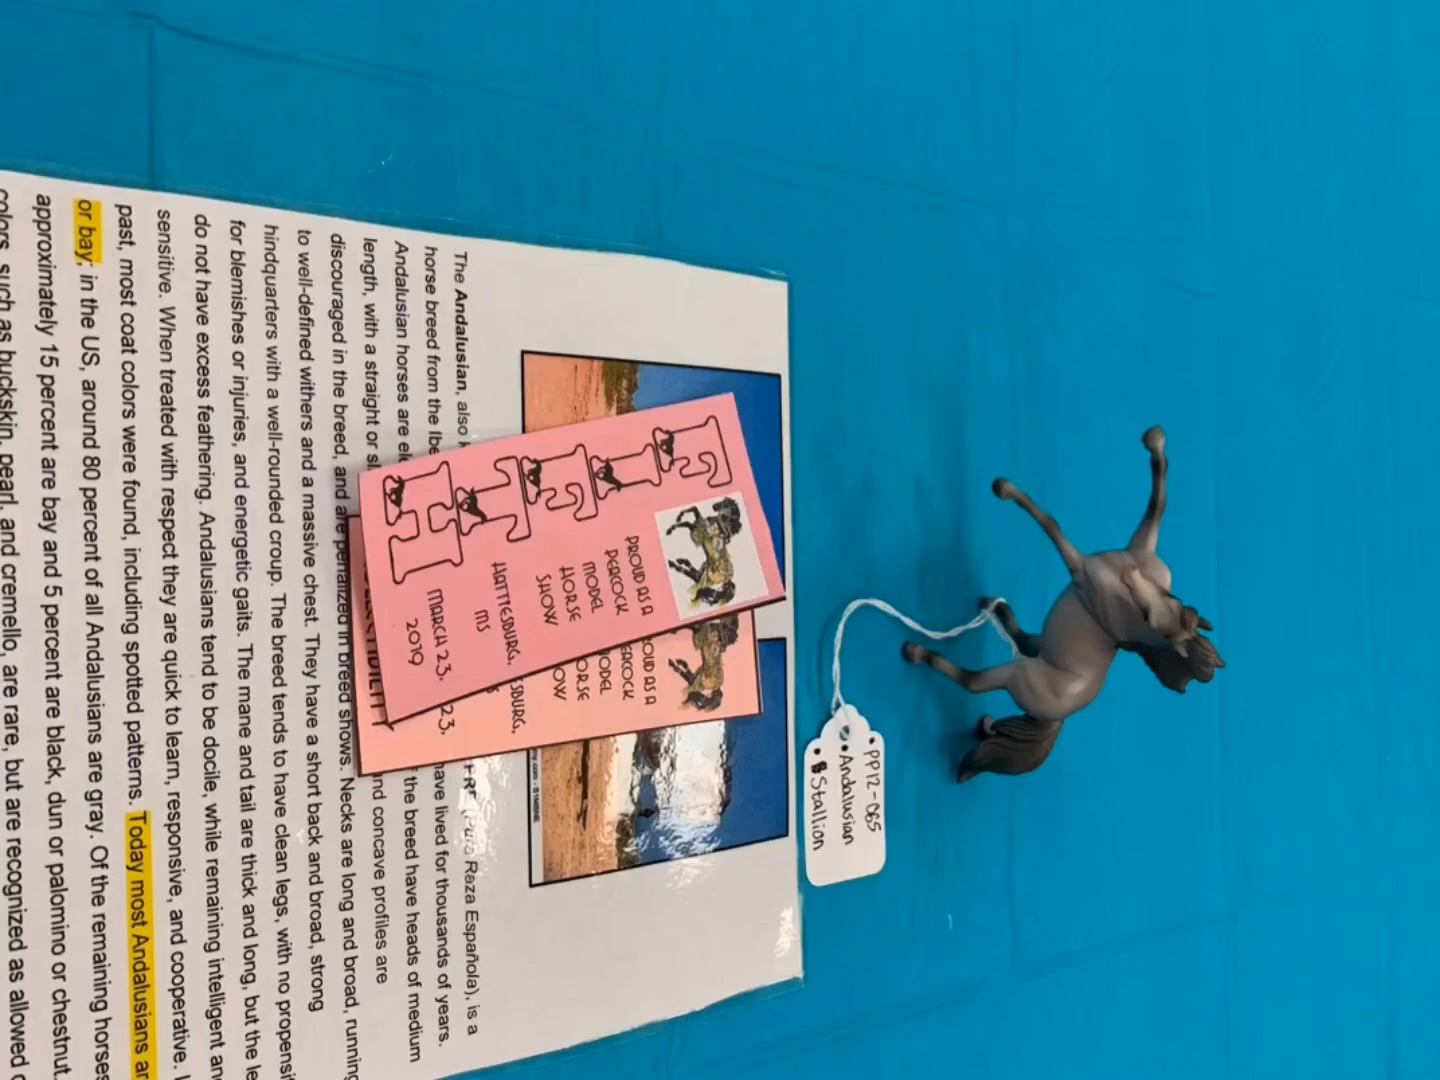 PP12-065
• Andalusian
• Stallion
FIFTH
PROUD AS A
PEACOCK
MODEL
HORSE
SHOW
HATTIESBURG,
MS
MARCH 23,
2019
ROUD AS A
EACOCK
ODEL
ORSE
OW
SBURG,
23,
The Andalusian, also PRE (Pura Raza Española), is a
horse breed from the Ibe have lived for thousands of years.
Andalusian horses are the breed have heads of medium
length, with a straight or nd concave profiles are
discouraged in the breed, and are penalized in breed shows. Necks are long and broad, running
to well-defined withers and a massive chest. They have a short back and broad, strong
hindquarters with a well-rounded croup. The breed tends to have clean legs, with no propensi
for blemishes or injuries, and energetic gaits. The mane and tail are thick and long, but the le
do not have excess feathering. Andalusians tend to be docile, while remaining intelligent an
sensitive. When treated with respect they are quick to learn, responsive, and cooperative. I
past, most coat colors were found, including spotted patterns. Today most Andalusians ar
or bay; in the US, around 80 percent of all Andalusians are gray. Of the remaining horses
approximately 15 percent are bay and 5 percent are black, dun or palomino or chestnut.
colors, such as buckskin, pearl, and cremello, are rare, but are recognized as allowed